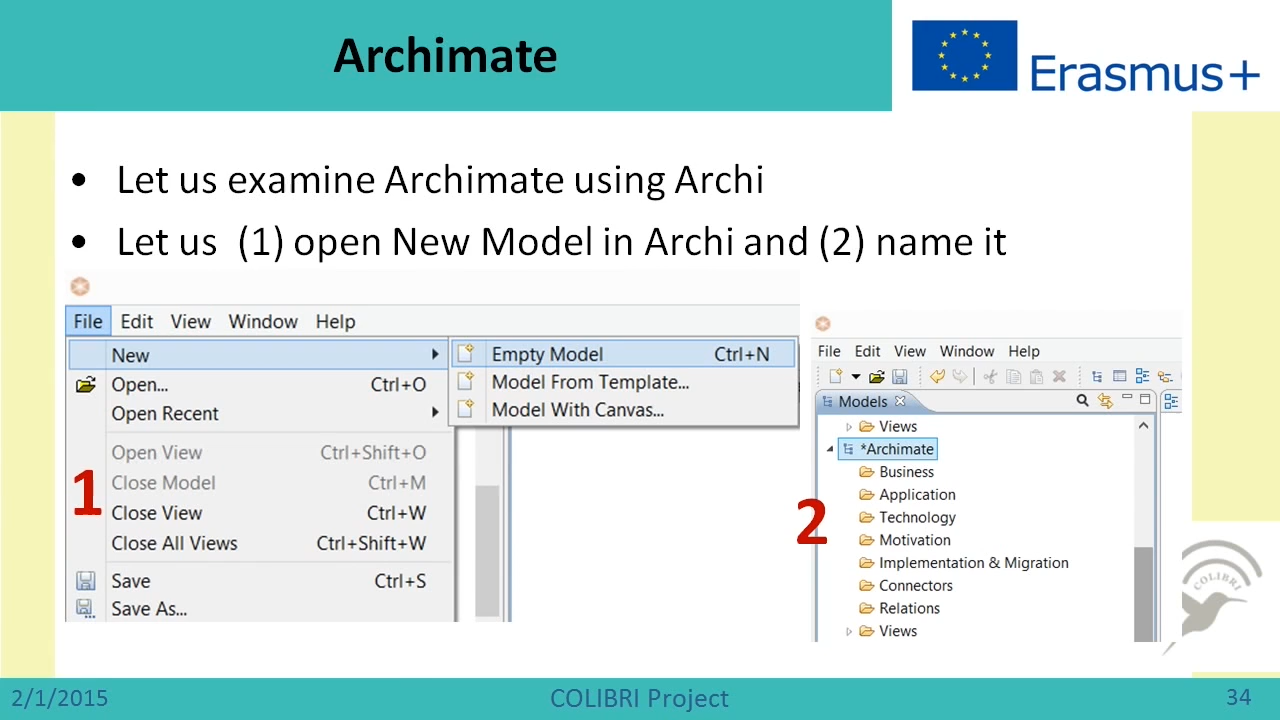 Archimate
Erasmus+
• Let us examine Archimate using Archi
• Let us (1) open New Model in Archi and (2) name it
File Edit View Window Help
New
Open... Ctrl+O
Open Recent
Open View Ctrl+Shift+O
Close Model Ctrl+M
Close View Ctrl+W
Close All Views Ctrl+Shift+W
Save Ctrl+S
Save As...
Empty Model Ctrl+N
Model From Template...
Model With Canvas...
1
File Edit View Window Help
Models
Views
*Archimate
Business
Application
Technology
Motivation
Implementation & Migration
Connectors
Relations
Views
2
COLIBRI
2/1/2015
COLIBRI Project
34